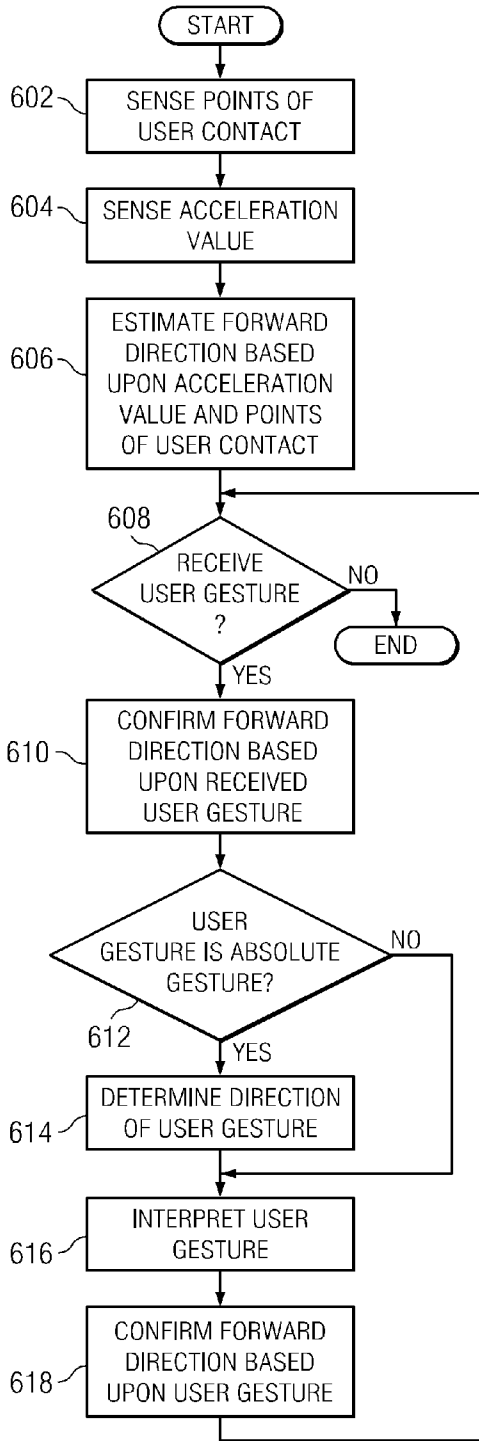 START
602
SENSE POINTS OF
USER CONTACT
604
SENSE ACCELERATION
VALUE
606
ESTIMATE FORWARD
DIRECTION BASED
UPON ACCELERATION
VALUE AND POINTS
OF USER CONTACT
608
RECEIVE
USER GESTURE
?
NO
END
YES
610
CONFIRM FORWARD
DIRECTION BASED
UPON RECEIVED
USER GESTURE
USER
GESTURE IS ABSOLUTE
GESTURE?
NO
612
YES
614
DETERMINE DIRECTION
OF USER GESTURE
616
INTERPRET USER
GESTURE
618
CONFIRM FORWARD
DIRECTION BASED
UPON USER GESTURE